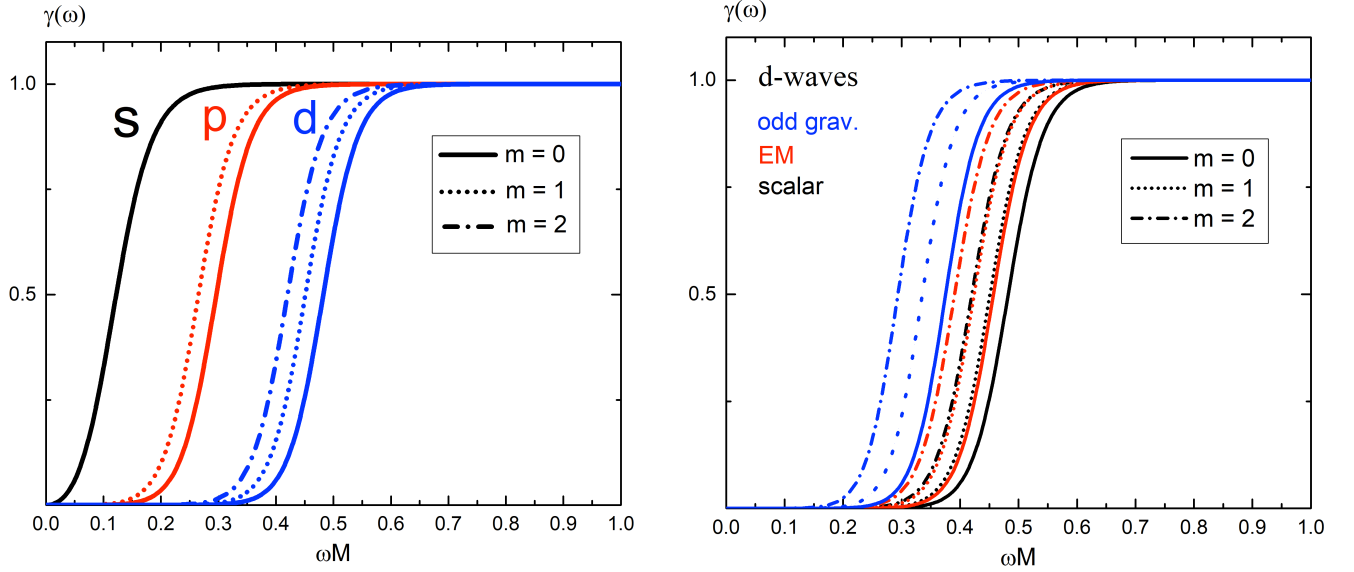 γ(ω)
1.0
0.5
s
p
d
m = 0
m = 1
m = 2
0.0 0.1 0.2 0.3 0.4 0.5 0.6 0.7 0.8 0.9 1.0
ωM
γ(ω)
1.0
0.5
d-waves
odd grav.
EM
scalar
m = 0
m = 1
m = 2
0.0 0.1 0.2 0.3 0.4 0.5 0.6 0.7 0.8 0.9 1.0
ωM